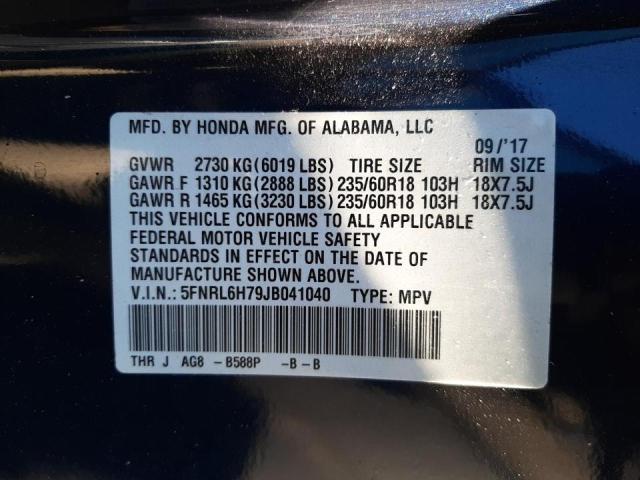 MFD. BY HONDA MFG. OF ALABAMA, LLC
09/'17
GVWR 2730 KG(6019 LBS) TIRE SIZE RIM SIZE
GAWR F 1310 KG(2888 LBS) 235/60R18 103H 18X7.5J
GAWR R 1465 KG(3230 LBS) 235/60R18 103H 18X7.5J
THIS VEHICLE CONFORMS TO ALL APPLICABLE
FEDERAL MOTOR VEHICLE SAFETY
STANDARDS IN EFFECT ON THE DATE OF
MANUFACTURE SHOWN ABOVE.
V.I.N.: 5FNRL6H79JB041040 TYPE: MPV
THR J AG8 -B588P -B-B